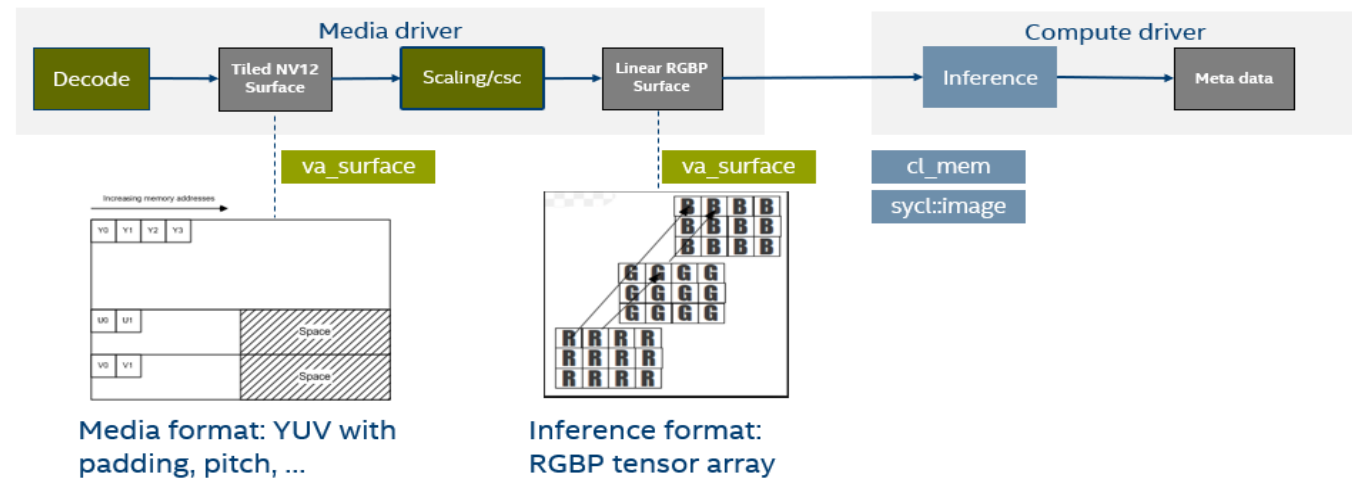 Media driver
Compute driver
Decode
Tiled NV12
Surface
Scaling/csc
Linear RGBP
Surface
Inference
Meta data
va_surface
va_surface
cl_mem
sycl::image
Increasing memory addresses
Y0 Y1 Y2 Y3
U0 U1
Space
V0 V1
Space
B B B B
B B B B
B B B B
G G G G
G G G G
G G G G
R R R R
R R R R
R R R R
Media format: YUV with
padding, pitch, ...
Inference format:
RGBP tensor array